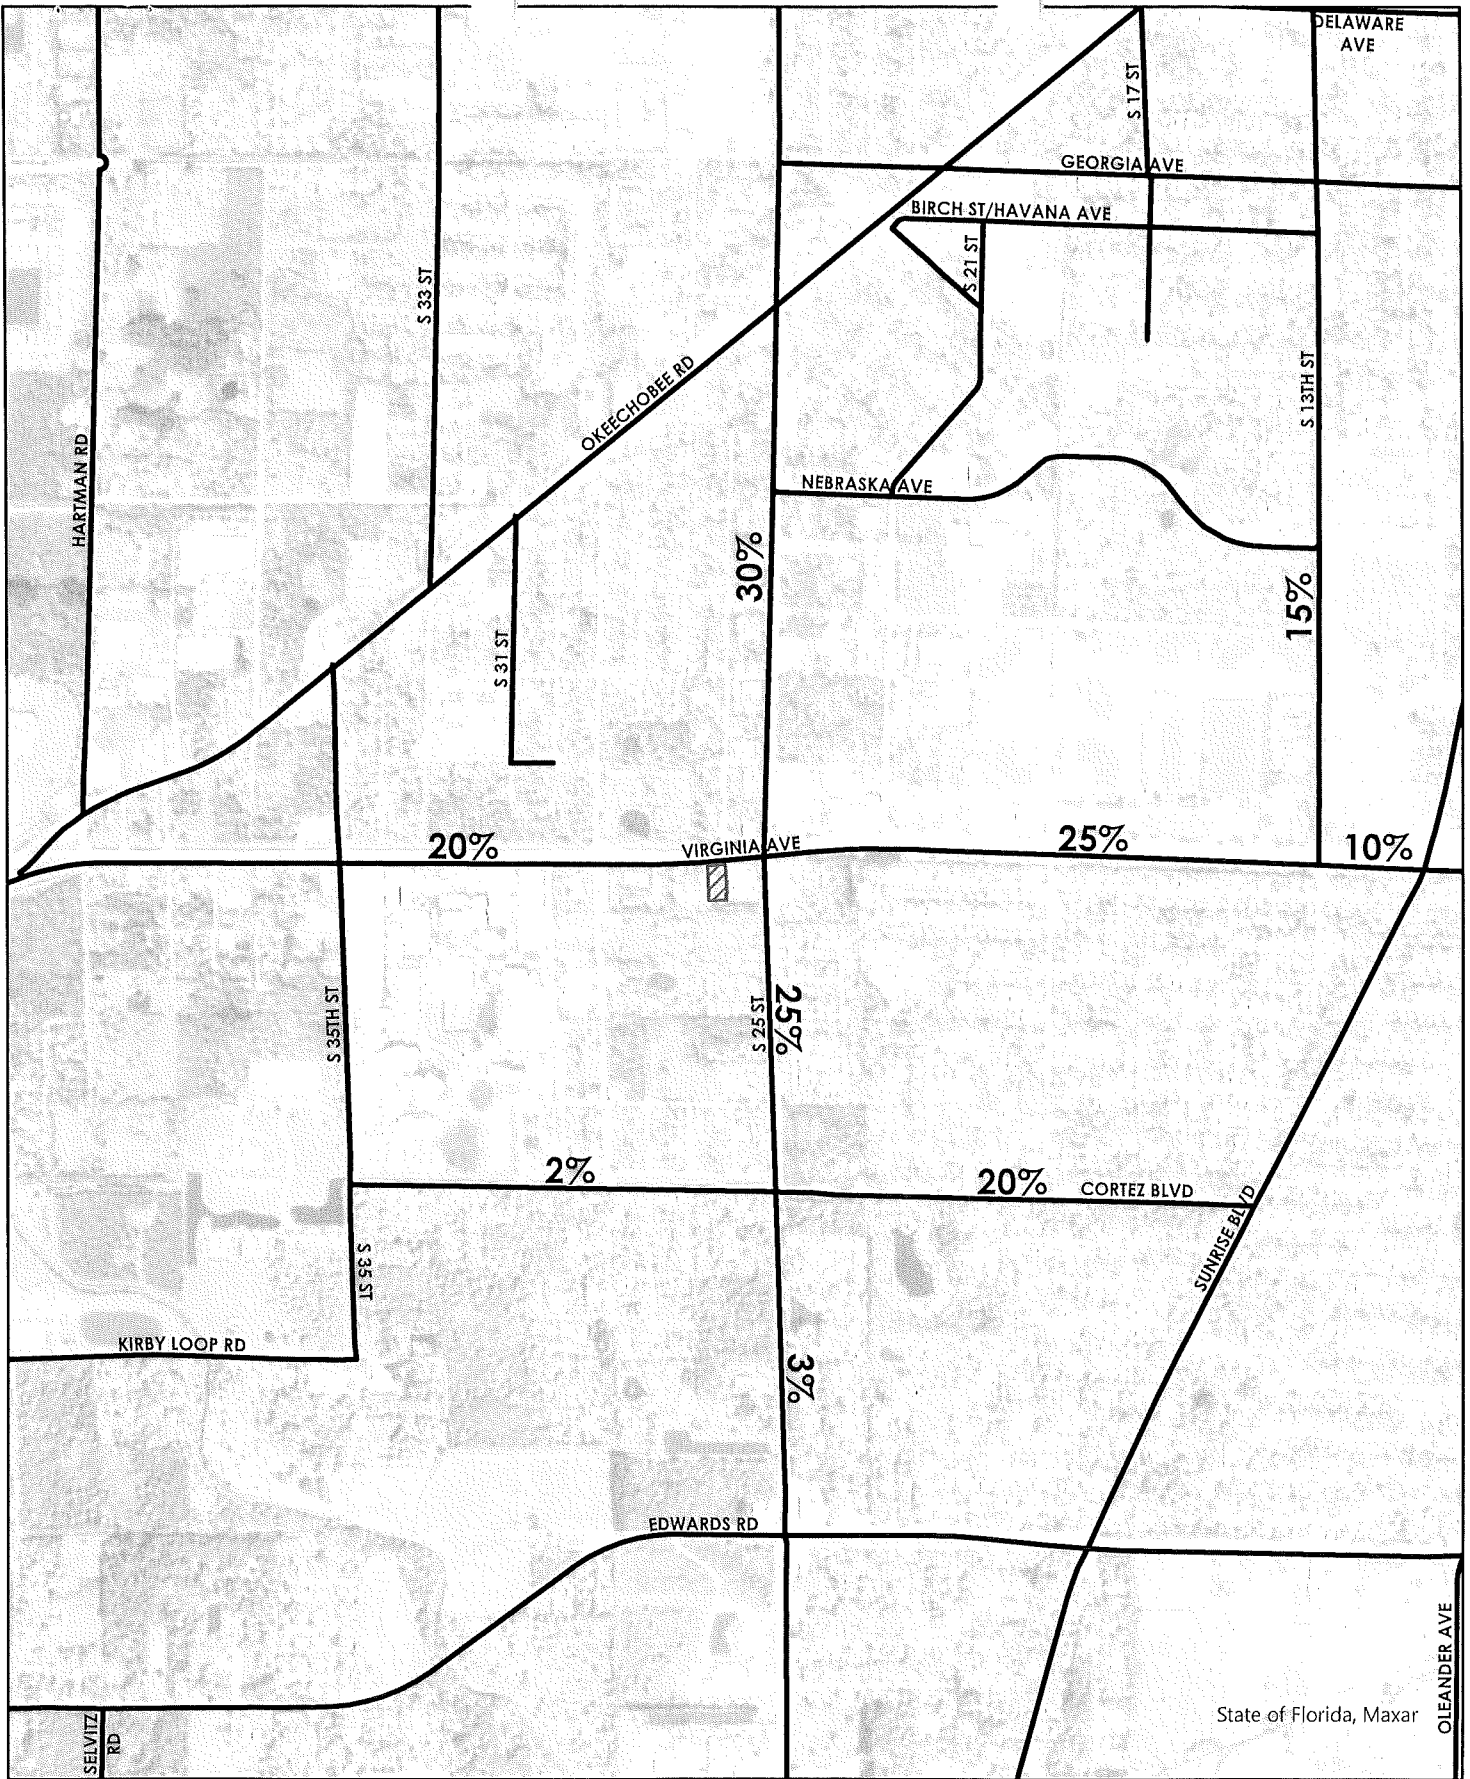 DELAWARE
AVE
S 17 ST
GEORGIA AVE
BIRCH ST/HAVANA AVE
S 21 ST
S 33 ST
OKEECHOBEE RD
S 13TH ST
HARTMAN RD
NEBRASKA AVE
30%
15%
S 31 ST
20%
VIRGINIA AVE
25%
10%
S 35TH ST
S 25 ST
25%
2%
20%
CORTEZ BLVD
SUNRISE BLVD
S 35 ST
KIRBY LOOP RD
3%
EDWARDS RD
OLEANDER AVE
State of Florida, Maxar
SELVITZ
RD